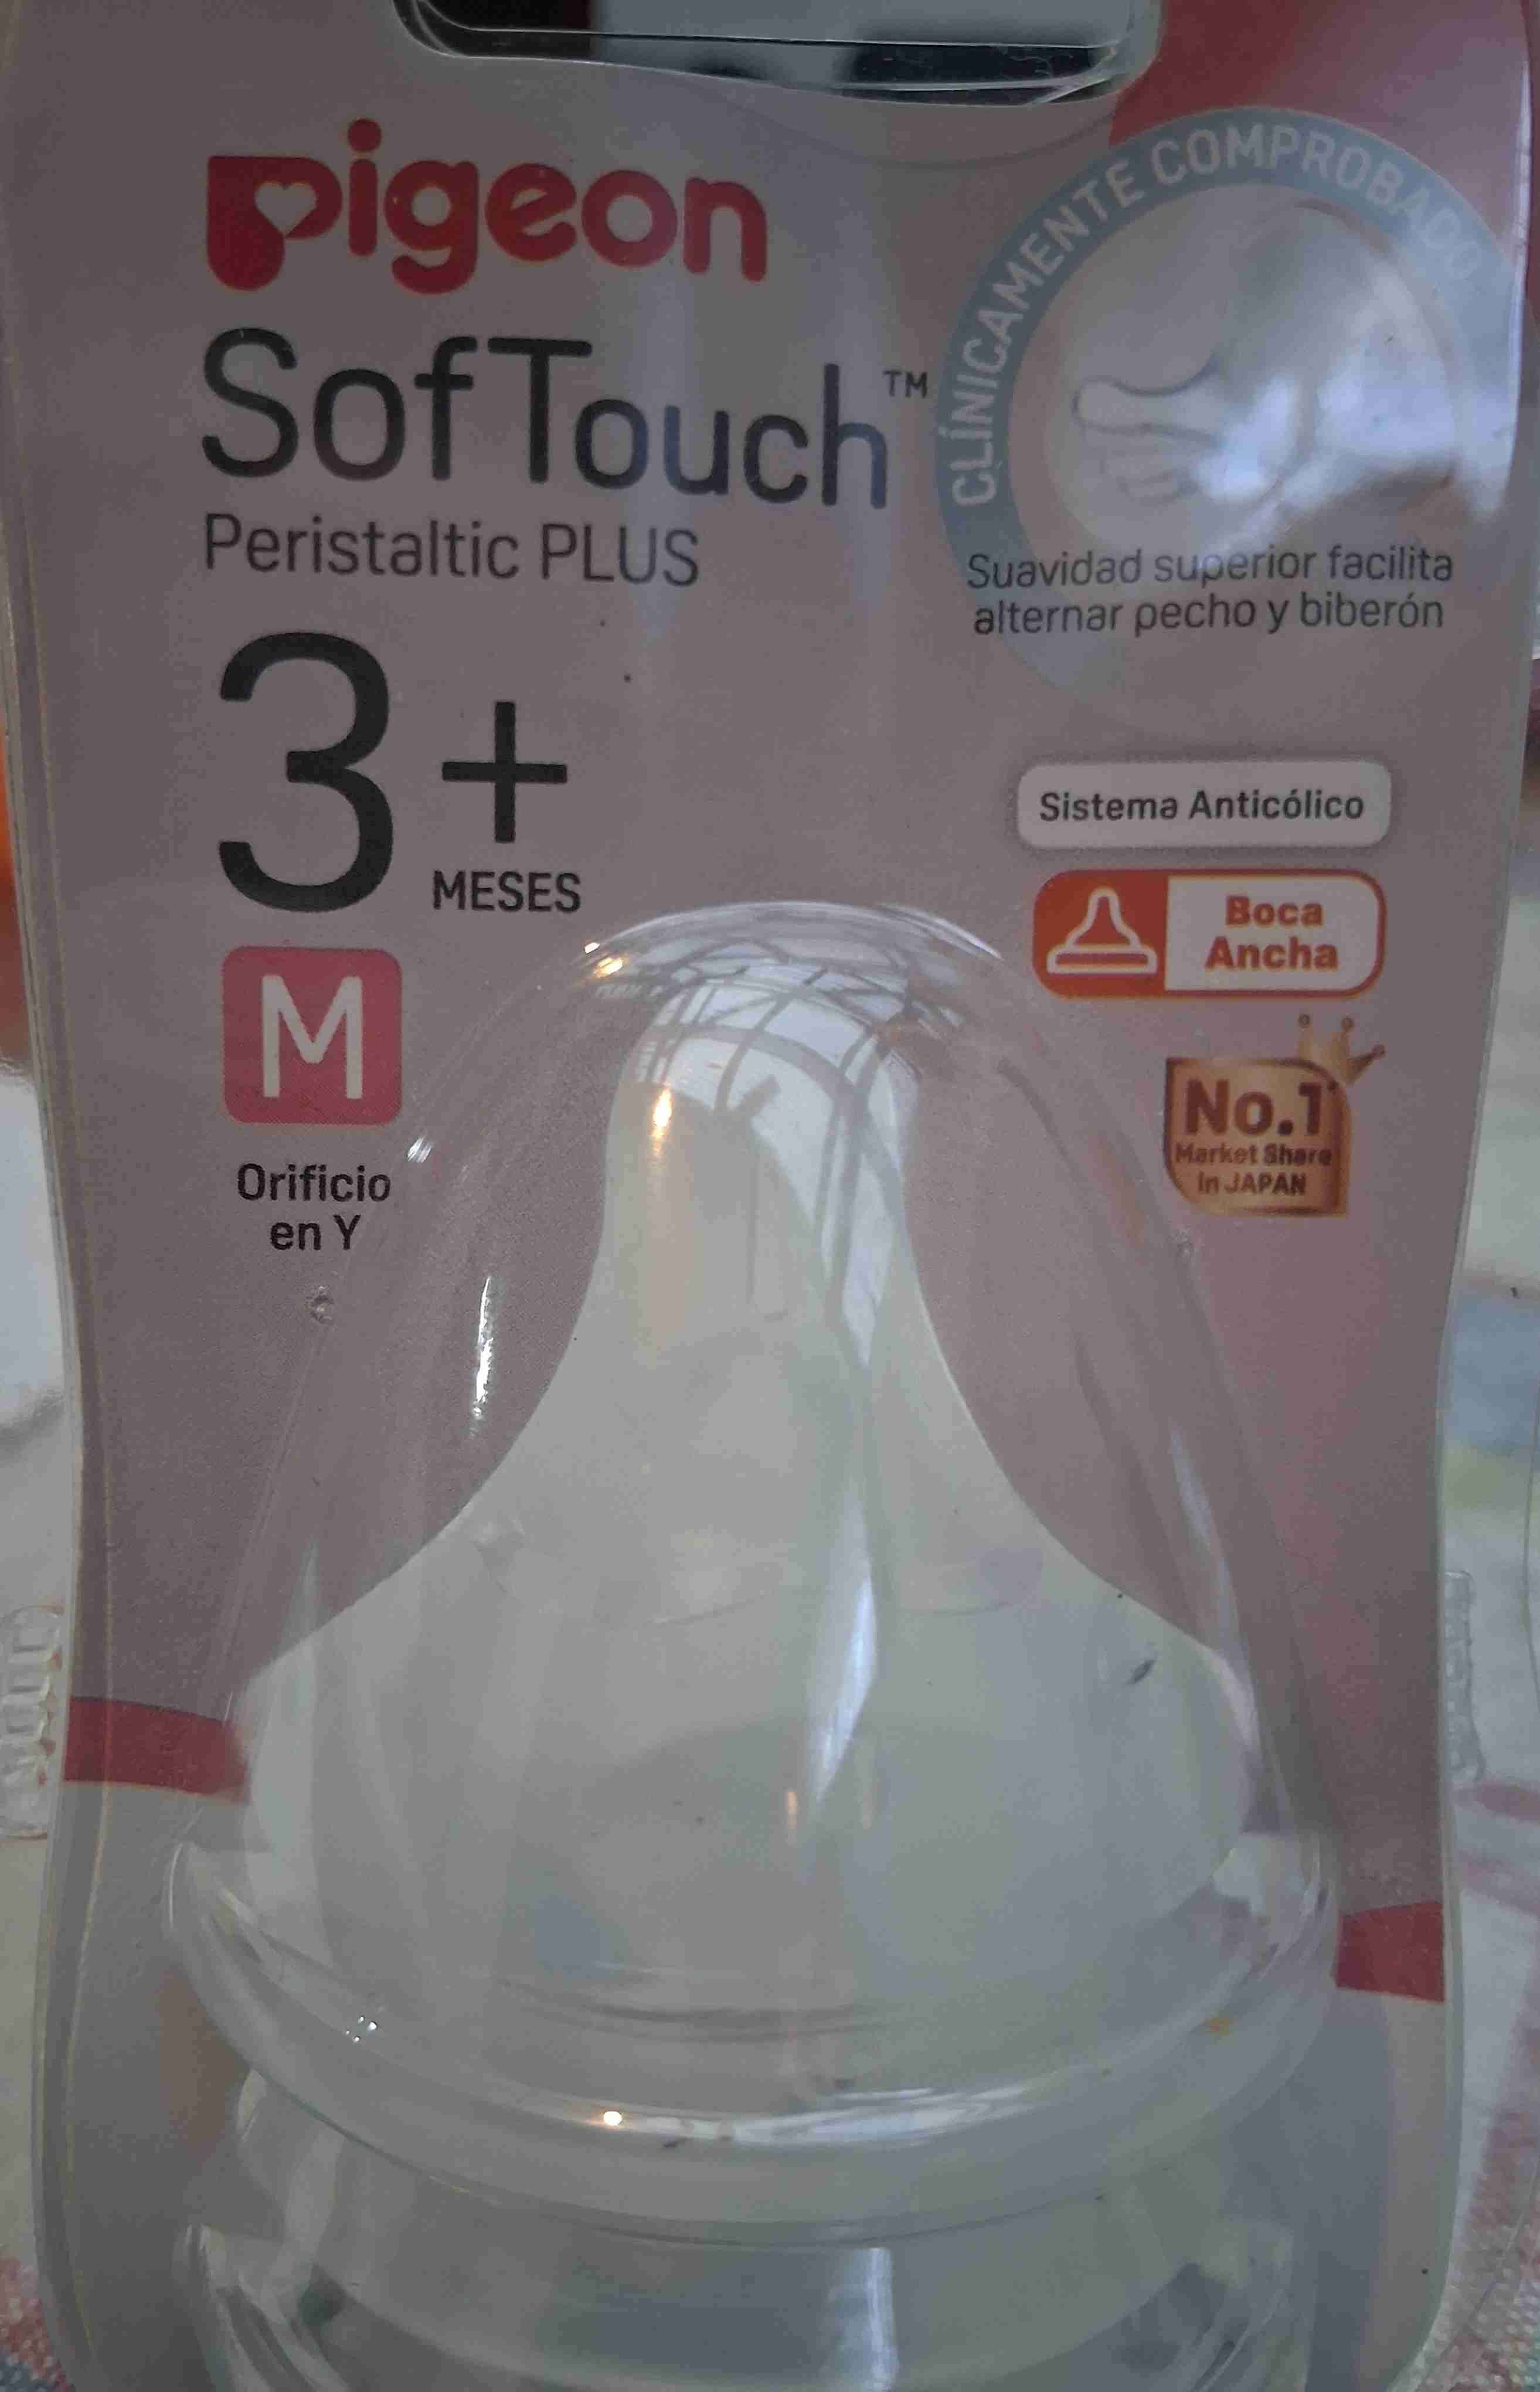 pigeon
SofTouch™
Peristaltic PLUS
3+
MESES
M
Orificio
en Y
CLÍNICAMENTE COMPROBADO
Suavidad superior facilita
alternar pecho y biberón
Sistema Anticólico
Boca
Ancha
No.1*
Market Share
in JAPAN